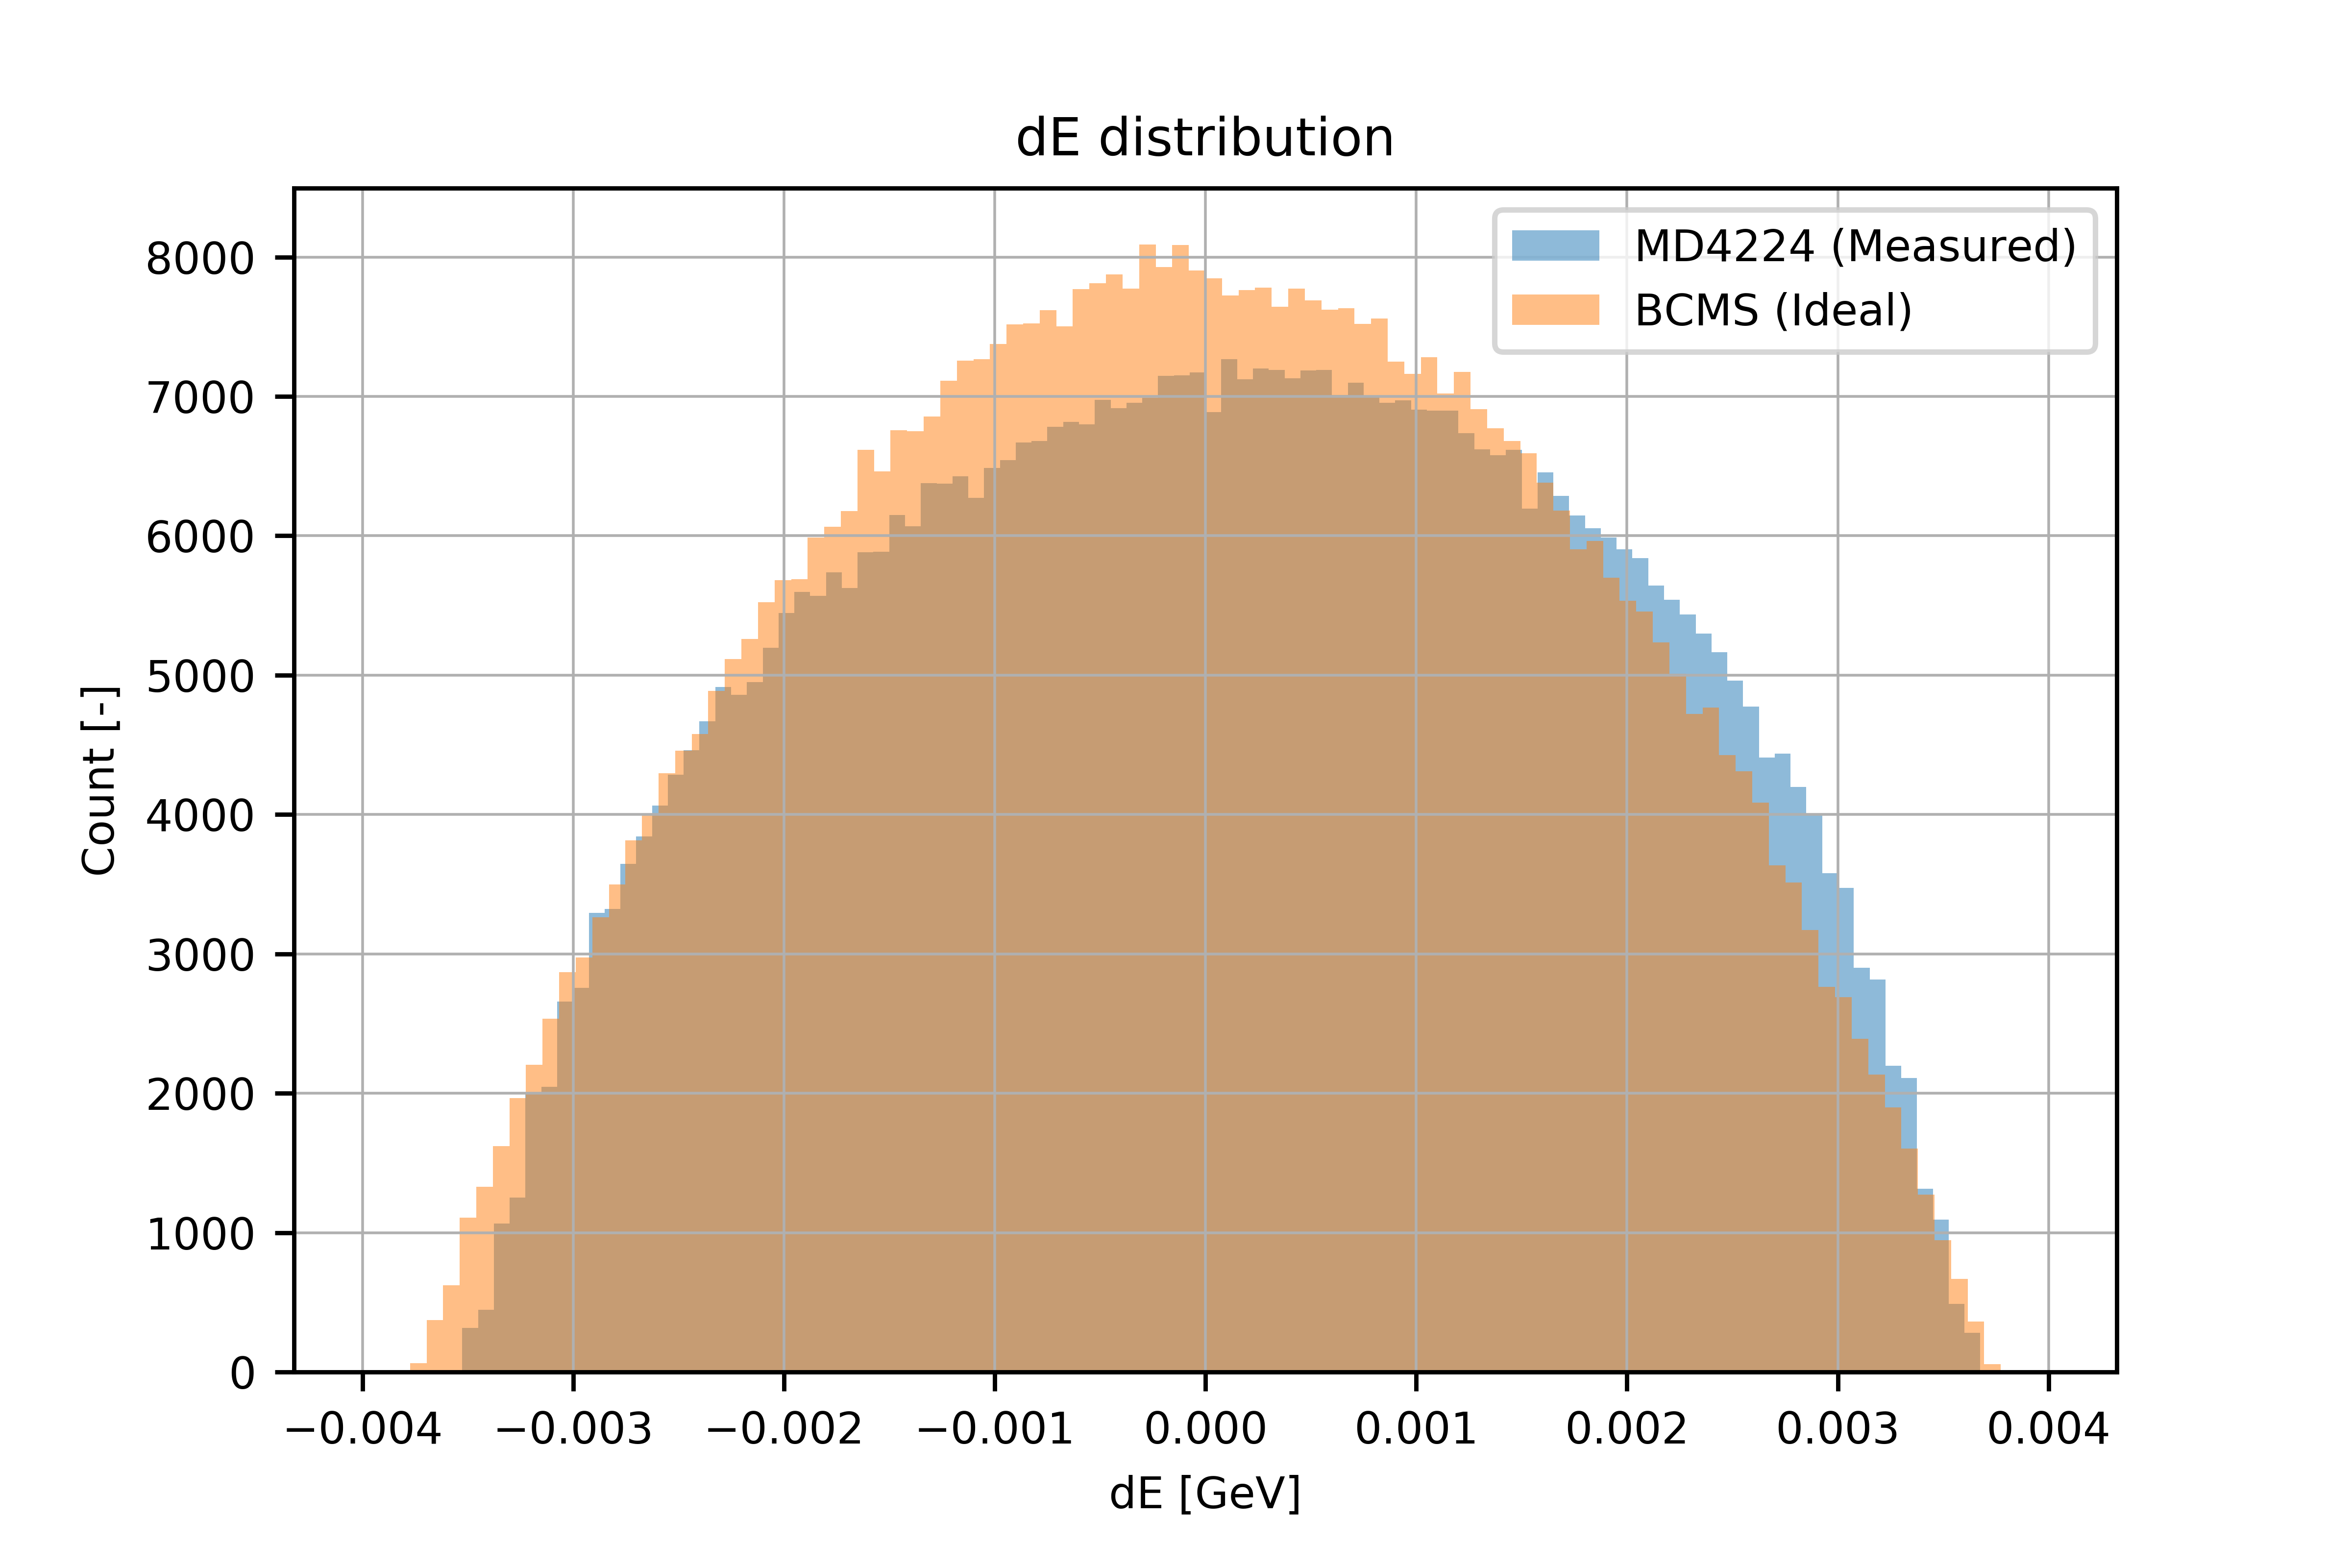 dE distribution
MD4224 (Measured)
BCMS (Ideal)
8000
7000
6000
5000
4000
3000
2000
1000
0
Count [-]
−0.004 −0.003 −0.002 −0.001 0.000 0.001 0.002 0.003 0.004
dE [GeV]